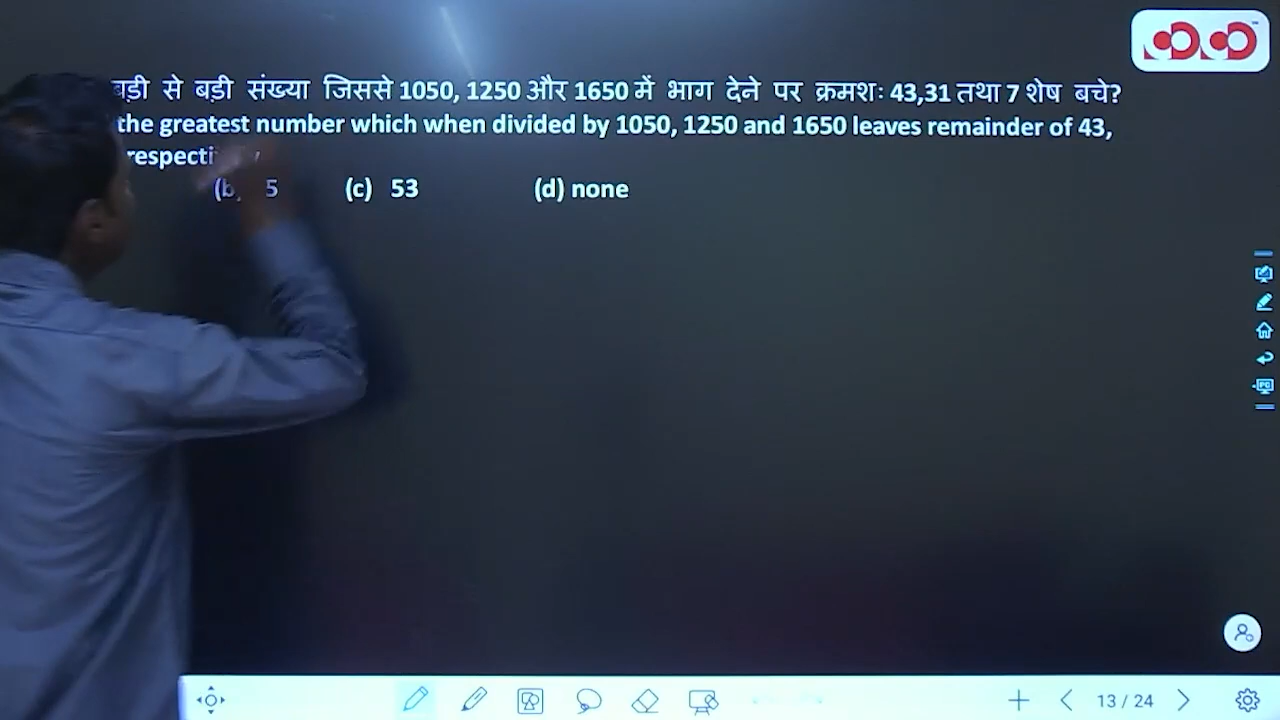 बड़ी से बड़ी संख्या जिससे 1050, 1250 और 1650 में भाग देने पर क्रमशः 43,31 तथा 7 शेष बचे?
the greatest number which when divided by 1050, 1250 and 1650 leaves remainder of 43,
(c) 53 (d) none
13 / 24